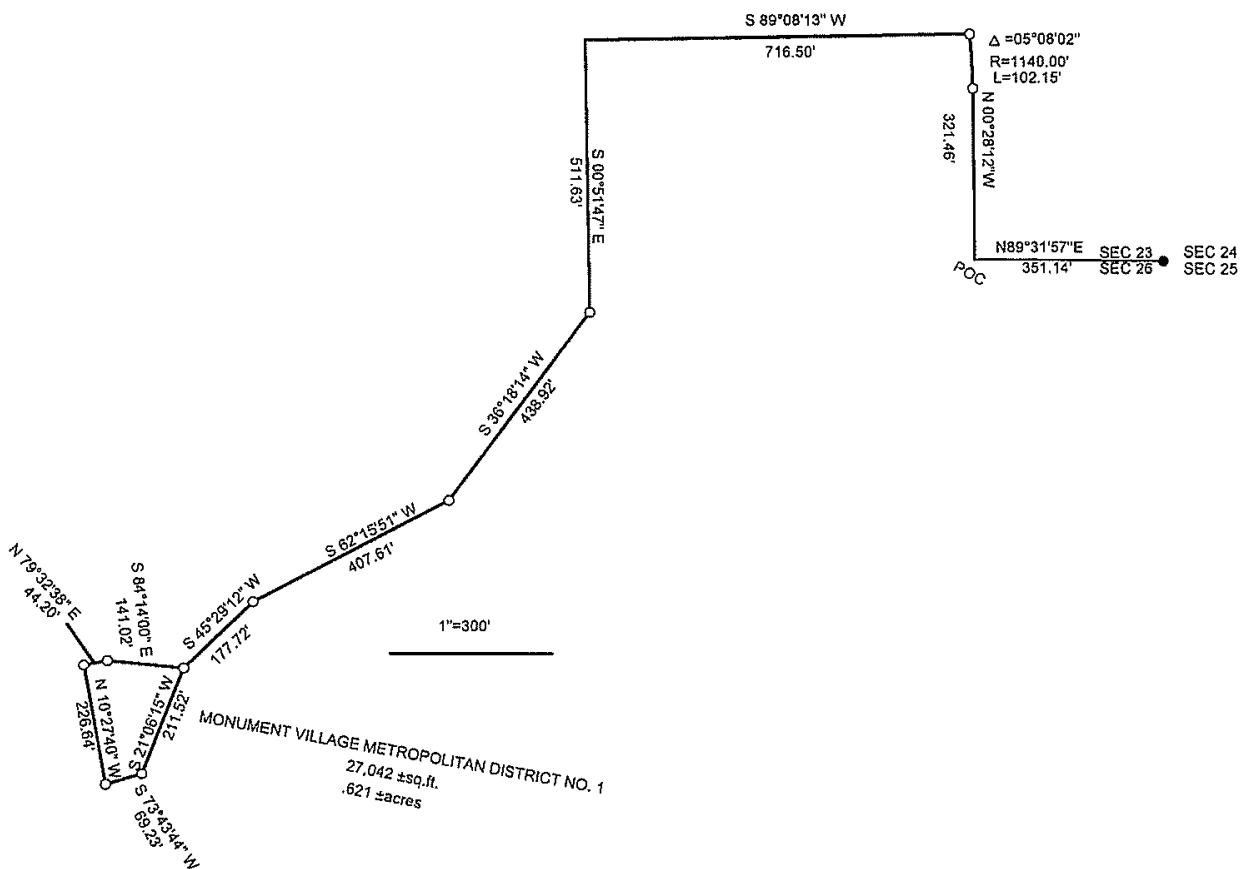 S 89°08'13" W
716.50'
Δ =05°08'02"
R=1140.00'
L=102.15'
N 00°28'12"W
321.46'
S 00°51'47" E
511.63'
N89°31'57"E
351.14'
SEC 23
SEC 26
SEC 24
SEC 25
POC
S 36°18'14" W
438.92'
S 62°15'51" W
407.61'
S 45°29'12" W
177.72'
N 79°32'38" E
44.20'
S 84°14'00" E
141.02'
1"=300'
N 10°27'40" W
226.64'
S 21°06'15" W
211.52'
S 73°43'44" W
69.23'
MONUMENT VILLAGE METROPOLITAN DISTRICT NO. 1
27,042 ±sq.ft.
.621 ±acres